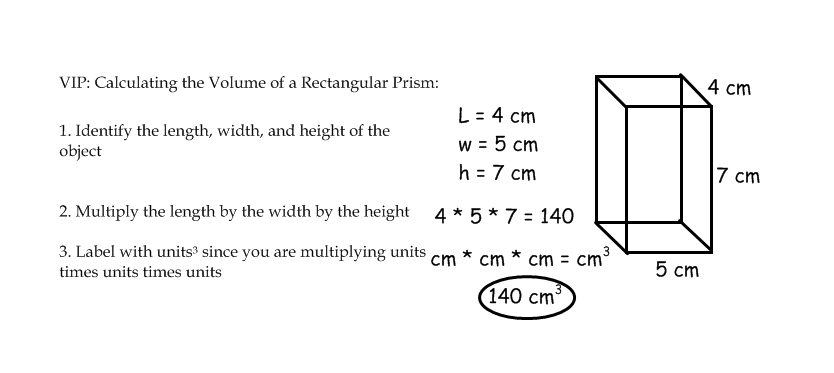 VIP: Calculating the Volume of a Rectangular Prism:
1. Identify the length, width, and height of the
object
L = 4 cm
w = 5 cm
h = 7 cm
2. Multiply the length by the width by the height
4 * 5 * 7 = 140
3. Label with units³ since you are multiplying units
times units times units
cm * cm * cm = cm³
140 cm³
4 cm
7 cm
5 cm